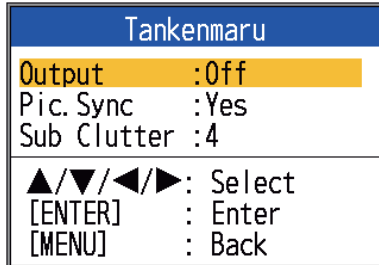 Tankenmaru
Output :Off
Pic.Sync :Yes
Sub Clutter :4
▲/▼/◀/▶: Select
[ENTER] : Enter
[MENU] : Back